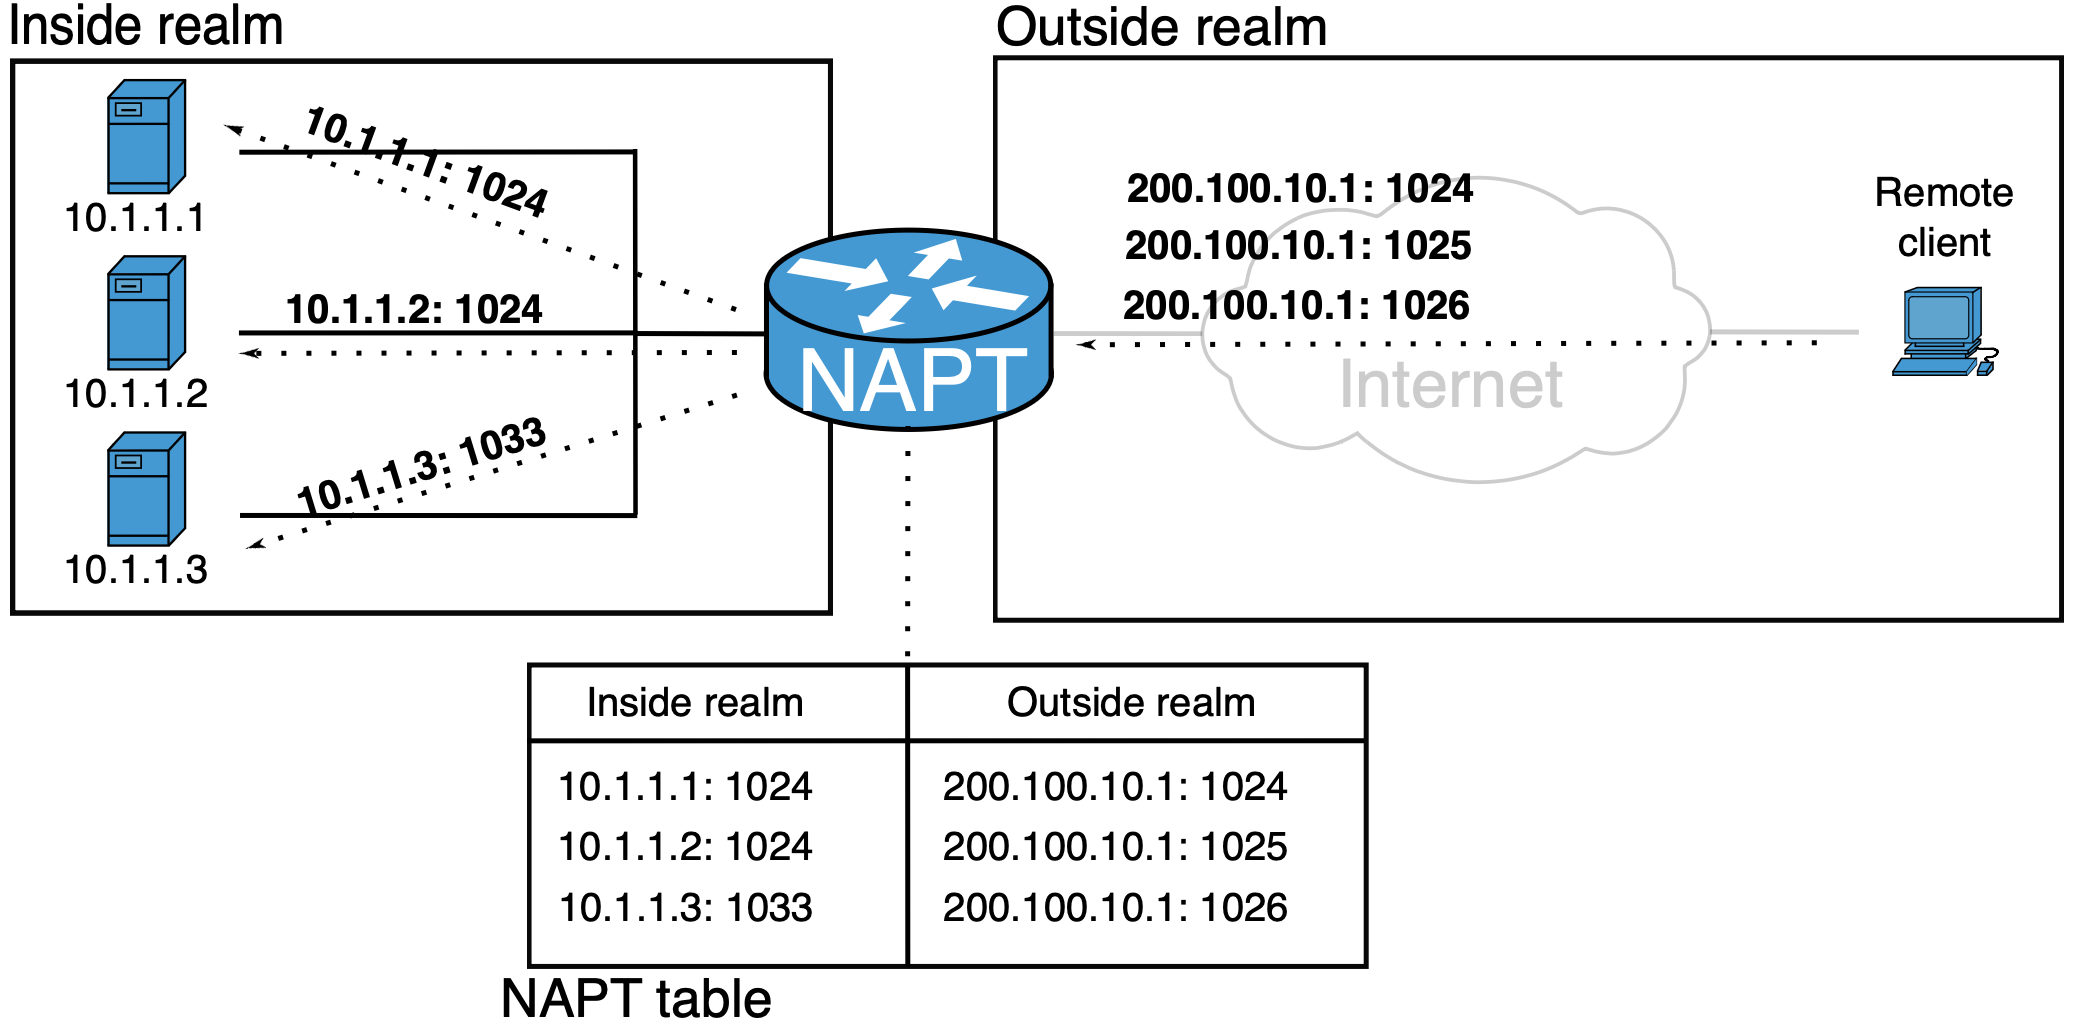 Inside realm
10.1.1.1: 1024
10.1.1.1
10.1.1.2: 1024
10.1.1.2
10.1.1.3: 1033
10.1.1.3
NAPT
Outside realm
200.100.10.1: 1024
200.100.10.1: 1025
200.100.10.1: 1026
Internet
Remote
client
Inside realm Outside realm
10.1.1.1: 1024 200.100.10.1: 1024
10.1.1.2: 1024 200.100.10.1: 1025
10.1.1.3: 1033 200.100.10.1: 1026
NAPT table